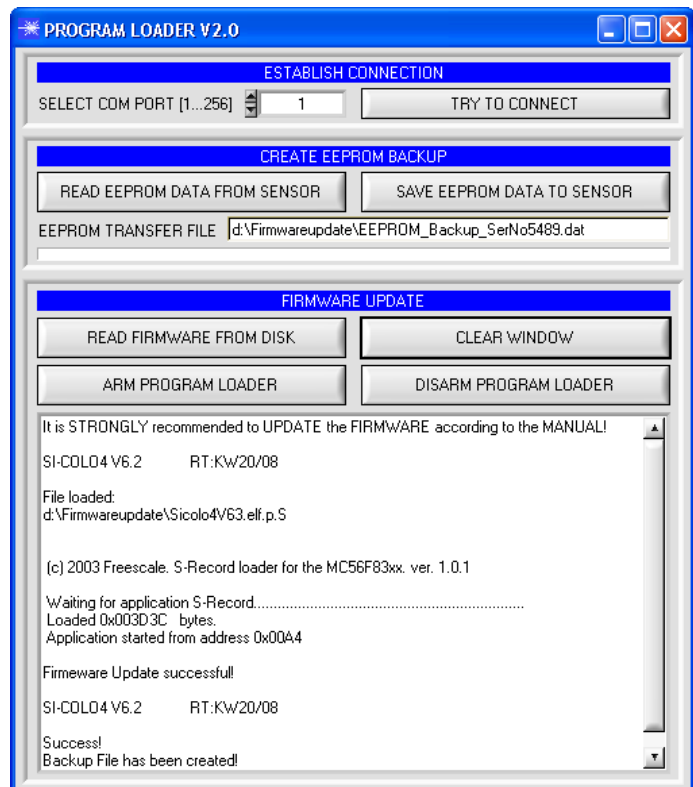 PROGRAM LOADER V2.0
ESTABLISH CONNECTION
SELECT COM PORT [1...256] 1 TRY TO CONNECT
CREATE EEPROM BACKUP
READ EEPROM DATA FROM SENSOR SAVE EEPROM DATA TO SENSOR
EEPROM TRANSFER FILE d:\Firmwareupdate\EEPROM_Backup_SerNo5489.dat
FIRMWARE UPDATE
READ FIRMWARE FROM DISK CLEAR WINDOW
ARM PROGRAM LOADER DISARM PROGRAM LOADER
It is STRONGLY recommended to UPDATE the FIRMWARE according to the MANUAL!
SI-COLO4 V6.2 RT:KW20/08
File loaded:
d:\Firmwareupdate\Sicolo4V63.elf.p.S
(c) 2003 Freescale. S-Record loader for the MC56F83xx. ver. 1.0.1
Waiting for application S-Record....................................................................
Loaded 0x003D3C bytes.
Application started from address 0x00A4
Firmeware Update successful!
SI-COLO4 V6.2 RT:KW20/08
Success!
Backup File has been created!